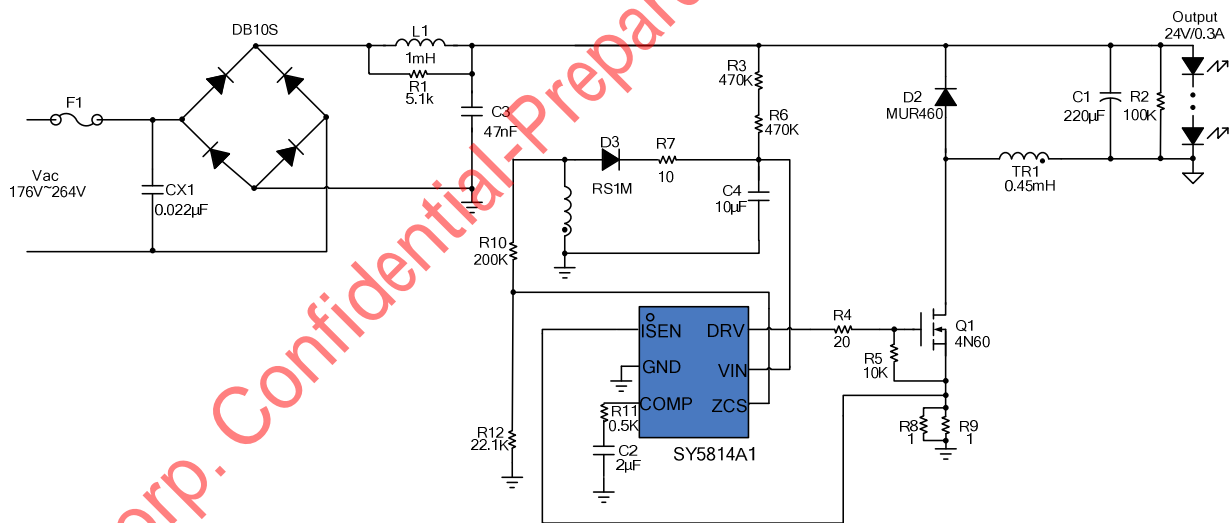 DB10S
L1
1mH
R1
5.1k
F1
C3
47nF
Vac
176V~264V
CX1
0.022µF
R3
470K
R6
470K
D3
RS1M
R7
10
C4
10µF
D2
MUR460
C1
220µF
R2
100K
Output
24V/0.3A
TR1
0.45mH
R10
200K
ISEN
DRV
GND
VIN
COMP
ZCS
SY5814A1
R4
20
R5
10K
Q1
4N60
R11
0.5K
C2
2µF
R12
22.1K
R8
1
R9
1
orp. Confidential-Prepare